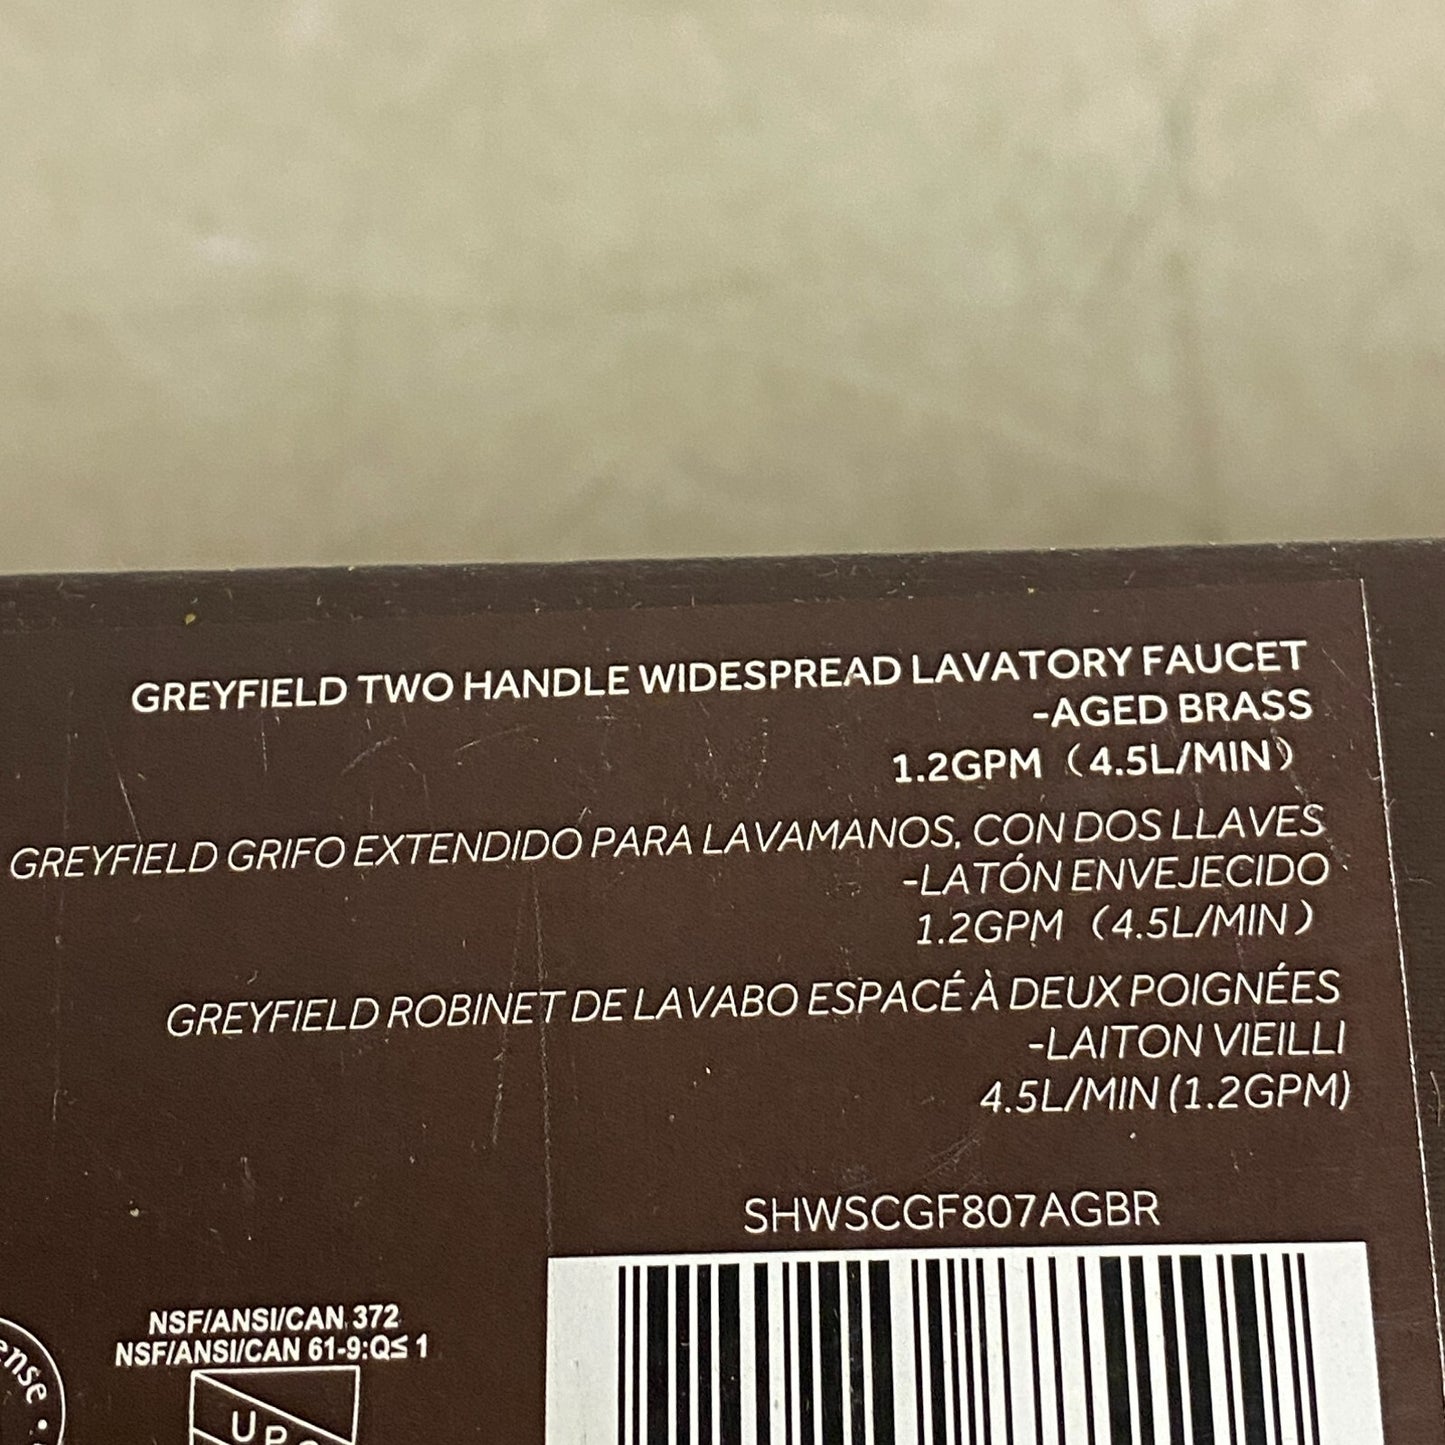 GREYFIELD TWO HANDLE WIDESPREAD LAVATORY FAUCET
-AGED BRASS
1.2GPM (4.5L/MIN)
GREYFIELD GRIFO EXTENDIDO PARA LAVAMANOS, CON DOS LLAVES
-LATÓN ENVEJECIDO
1.2GPM (4.5L/MIN)
GREYFIELD ROBINET DE LAVABO ESPACÉ À DEUX POIGNÉES
-LAITON VIEILLI
4.5L/MIN (1.2GPM)
SHWSCGF807AGBR
NSF/ANSI/CAN 372
NSF/ANSI/CAN 61-9:Q≤ 1